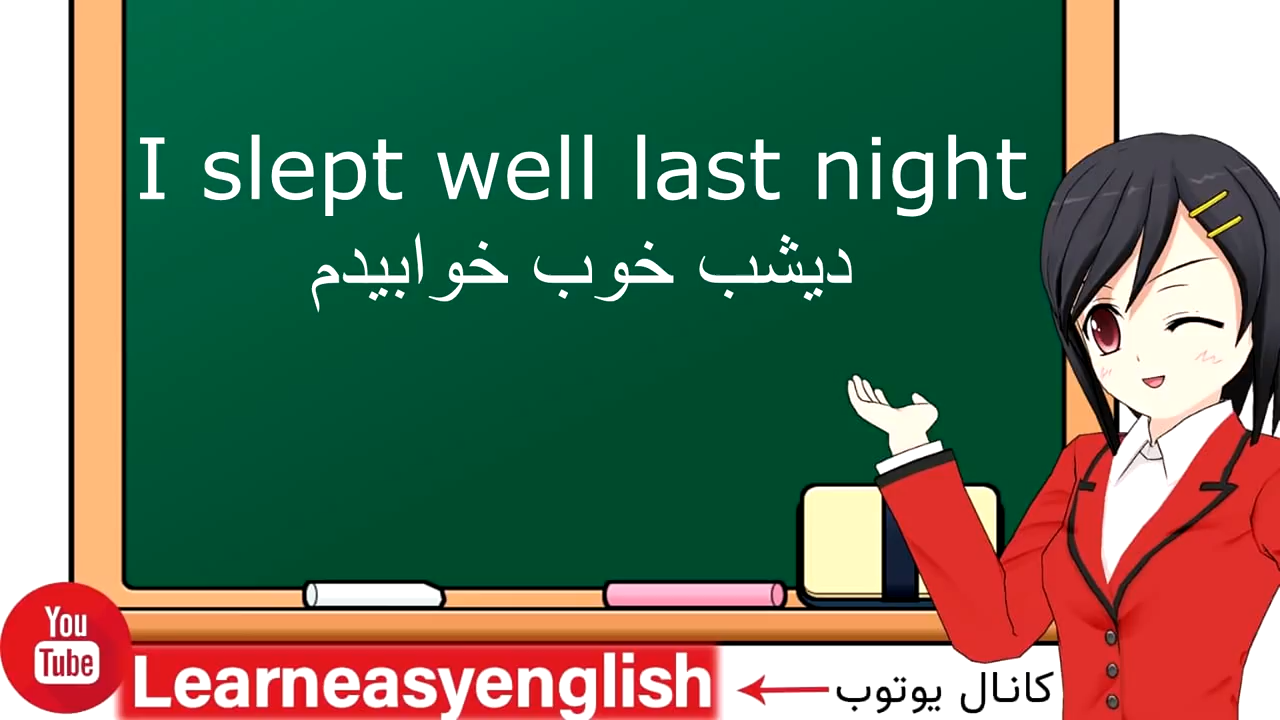 I slept well last night
دیشب خوب خوابیدم
You
Tube
Learneasyenglish
کانال یوتوب